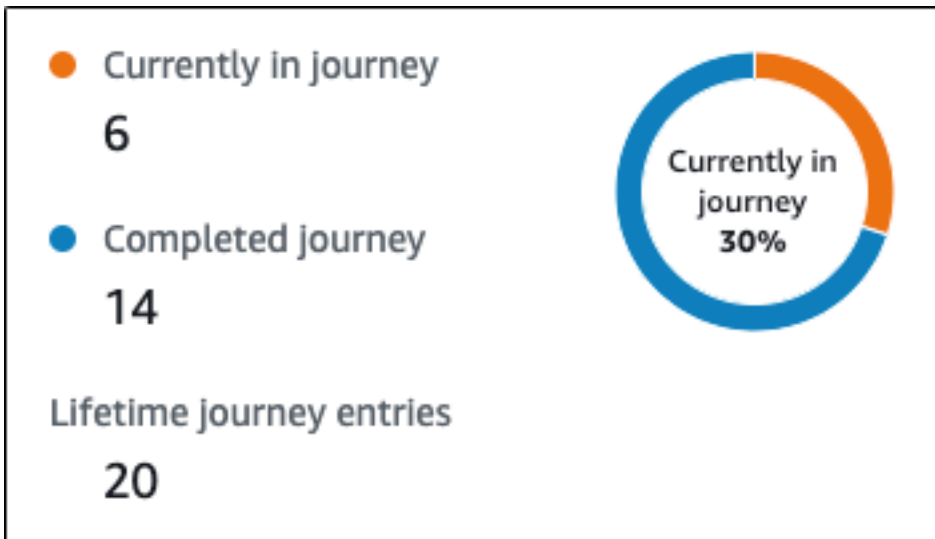 Currently in journey
6
Completed journey
14
Lifetime journey entries
20
Currently in
journey
30%